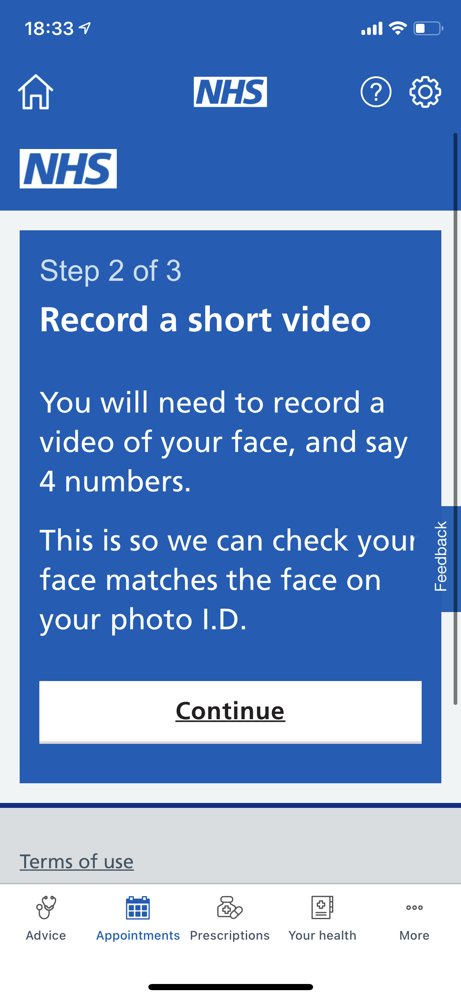 18:33
NHS
NHS
Step 2 of 3
Record a short video
You will need to record a
video of your face, and say
4 numbers.
This is so we can check your
face matches the face on
your photo I.D.
Feedback
Continue
Terms of use
Advice
Appointments
Prescriptions
Your health
More